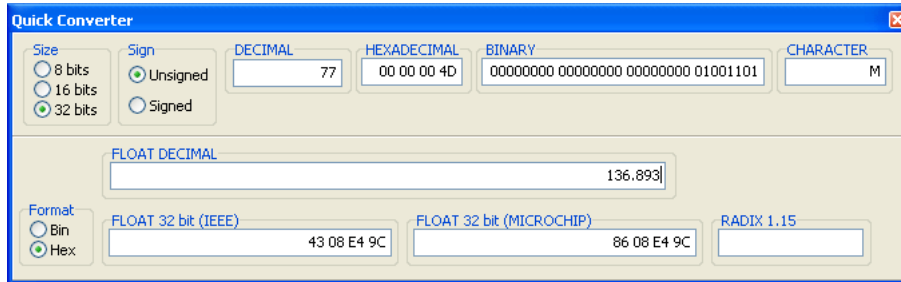 Quick Converter
Size Sign DECIMAL HEXADECIMAL BINARY CHARACTER
8 bits Unsigned 77 00 00 00 4D 00000000 00000000 00000000 01001101 M
16 bits
32 bits Signed
FLOAT DECIMAL
136.893
Format FLOAT 32 bit (IEEE) FLOAT 32 bit (MICROCHIP) RADIX 1.15
Bin
Hex 43 08 E4 9C 86 08 E4 9C